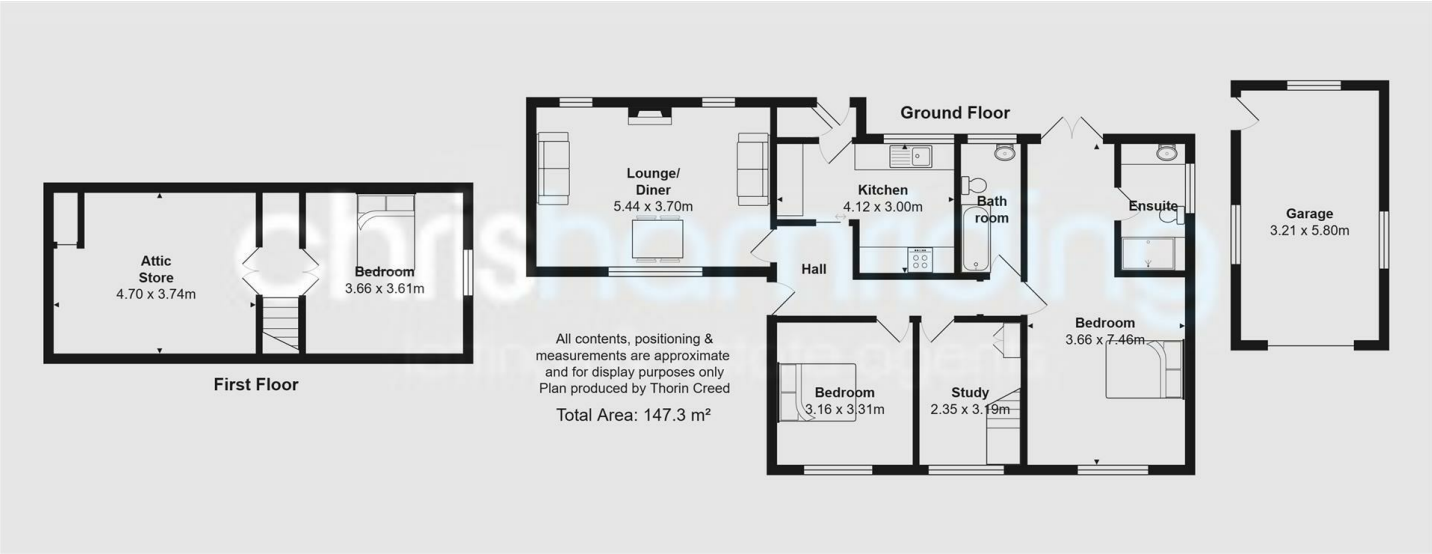 Ground Floor
Lounge/
Diner
5.44 x 3.70m
Kitchen
4.12 x 3.00m
Bath
room
Ensuite
Garage
3.21 x 5.80m
Attic
Store
4.70 x 3.74m
Bedroom
3.66 x 3.61m
Hall
Bedroom
3.66 x 7.46m
First Floor
All contents, positioning &
measurements are approximate
and for display purposes only
Plan produced by Thorin Creed
Total Area: 147.3 m²
Bedroom
3.16 x 3.31m
Study
2.35 x 3.19m
chrishamriding
estate agents